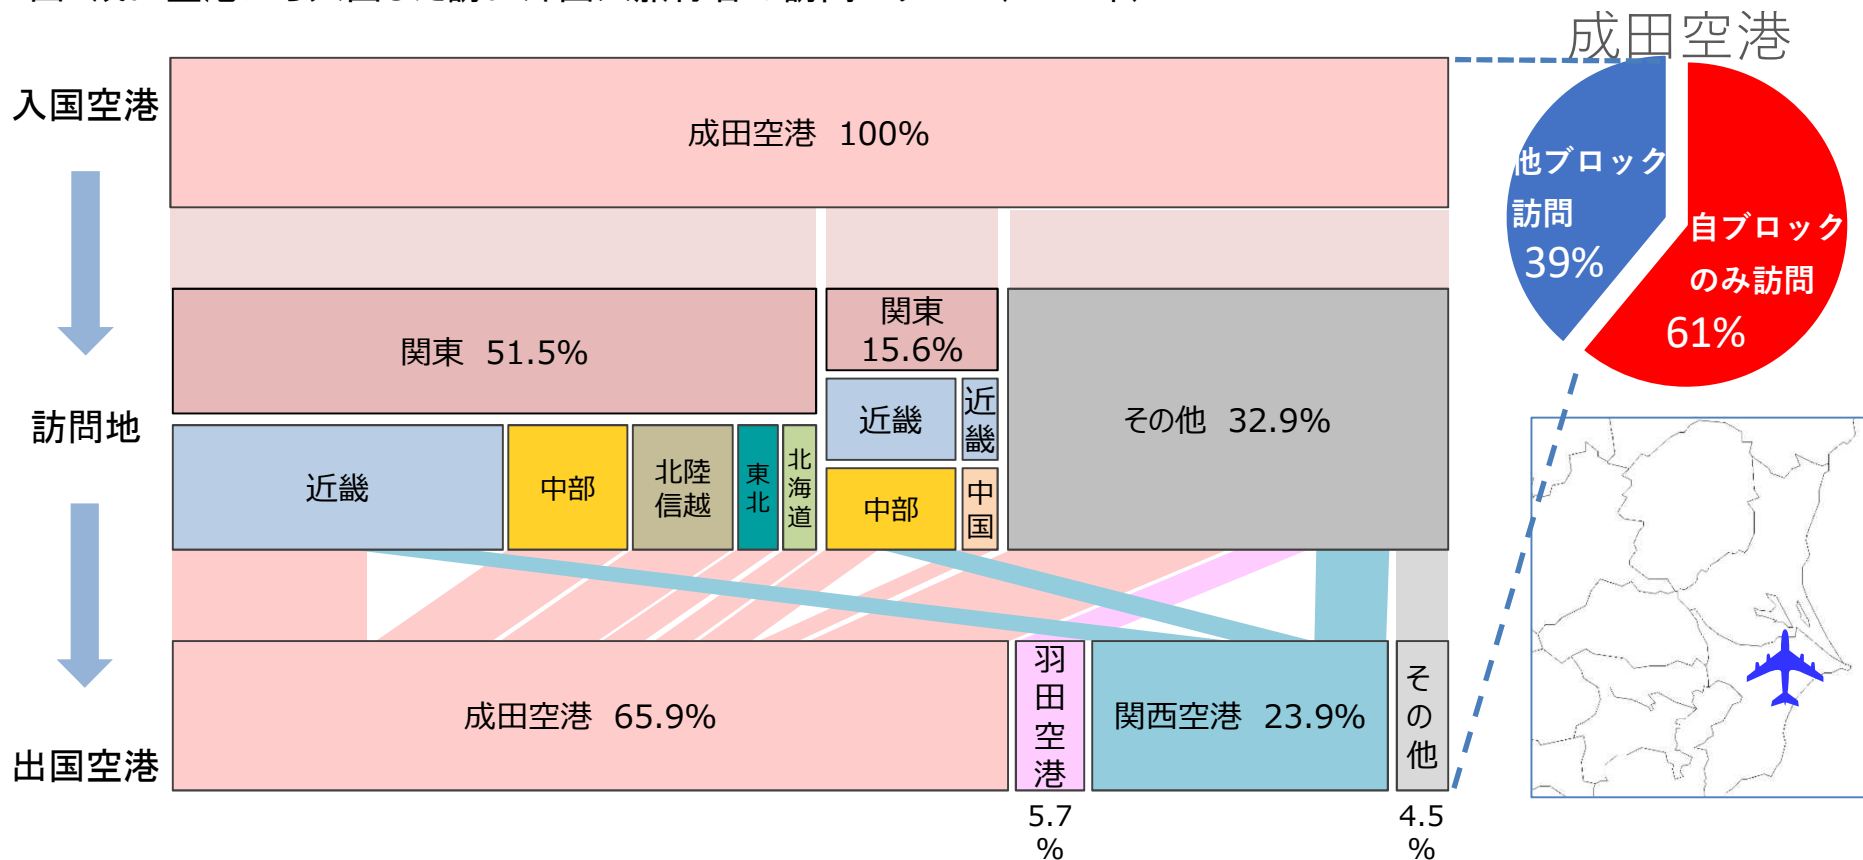 成田空港
入国空港
成田空港 100%
他ブロック
訪問
39%
自ブロック
のみ訪問
61%
関東 51.5%
関東
15.6%
その他 32.9%
訪問地
近畿
中部
北陸
信越
東北
北海道
近畿
近畿
中部
中国
出国空港
成田空港 65.9%
羽田空港
関西空港 23.9%
その他
5.7
%
4.5
%